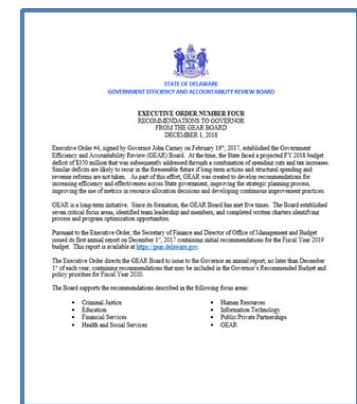 STATE OF DELAWARE
GOVERNMENT EFFICIENCY AND ACCOUNTABILITY REVIEW BOARD
EXECUTIVE ORDER NUMBER FOUR
RECOMMENDATIONS TO GOVERNOR
FROM THE GEAR BOARD
DECEMBER 1, 2018
Executive Order #4, signed by Governor John Carney on February 16th, 2017, established the Government
Efficiency and Accountability Review (GEAR) Board. At the time, the State faced a projected FY 2018 budget
deficit of $350 million that was subsequently addressed through a combination of spending cuts and tax increases.
Similar deficits are likely to recur in the foreseeable future if long-term actions and structural spending and
revenue reforms are not taken. As part of this effort, GEAR was created to develop recommendations for
increasing efficiency and effectiveness across State government, improving the strategic planning process,
improving the use of metrics in resource allocation decisions and developing continuous improvement practices.
GEAR is a long-term initiative. Since its formation, the GEAR Board has met five times. The Board established
seven critical focus areas, identified team leadership and members, and completed written charters identifying
process and program optimization opportunities.
Pursuant to the Executive Order, the Secretary of Finance and Director of Office of Management and Budget
issued its first annual report on December 1st, 2017 containing initial recommendations for the Fiscal Year 2019
budget. This report is available at https://gear.delaware.gov.
The Executive Order directs the GEAR Board to issue to the Governor an annual report, no later than December
1st of each year, containing recommendations that may be included in the Governor's Recommended Budget and
policy priorities for Fiscal Year 2020.
The Board supports the recommendations described in the following focus areas:
• Criminal Justice
• Education
• Financial Services
• Health and Social Services
• Human Resources
• Information Technology
• Public/Private Partnerships
• GEAR